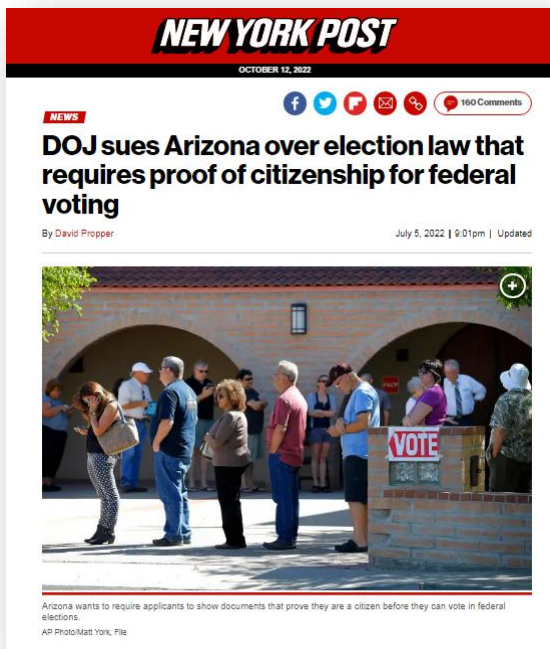 NEW YORK POST
OCTOBER 12, 2022
160 Comments
NEWS
DOJ sues Arizona over election law that
requires proof of citizenship for federal
voting
By David Propper
July 5, 2022 | 9:01pm | Updated
VOTE
Arizona wants to require applicants to show documents that prove they are a citizen before they can vote in federal
elections.
AP Photo/Matt York, File